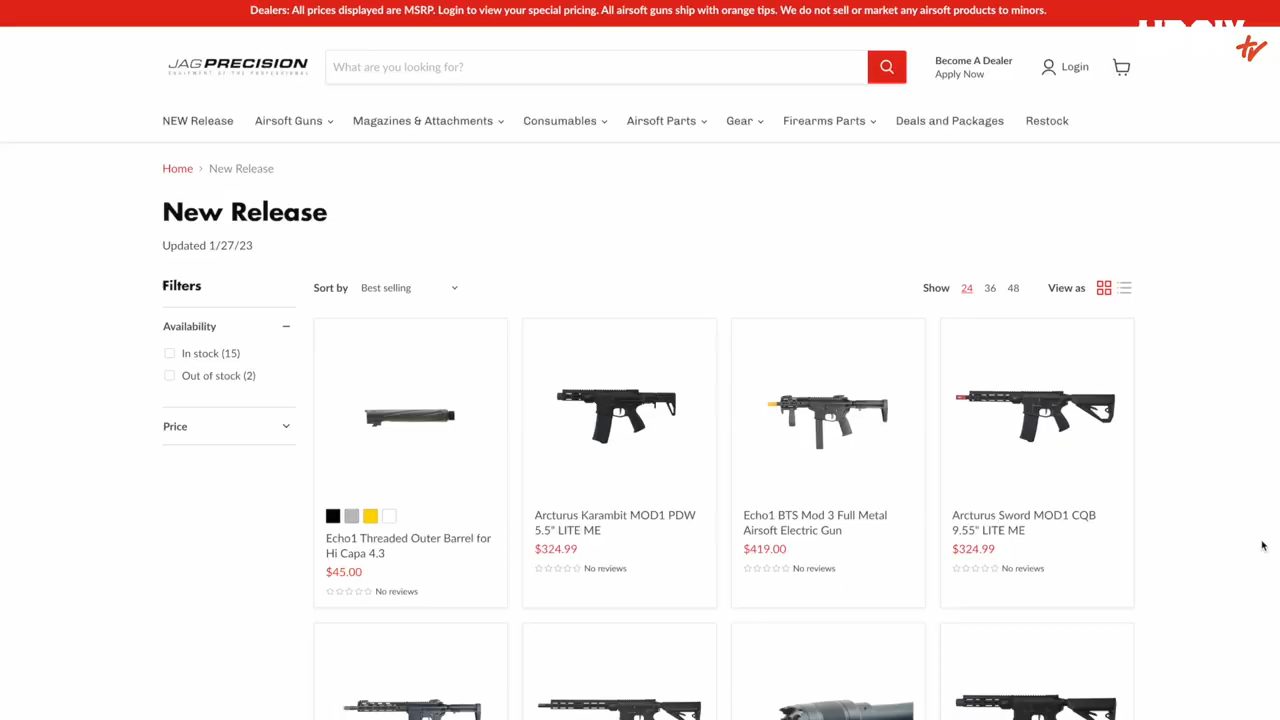 Dealers: All prices displayed are MSRP. Login to view your special pricing. All airsoft guns ship with orange tips. We do not sell or market any airsoft products to minors.
tv
JAG PRECISION
EQUIPMENT OF THE PROFESSIONAL
What are you looking for?
Become A Dealer
Apply Now
Login
NEW Release Airsoft Guns Magazines & Attachments Consumables Airsoft Parts Gear Firearms Parts Deals and Packages Restock
Home > New Release
New Release
Updated 1/27/23
Filters
Sort by Best selling
Show 24 36 48 View as
Availability
In stock (15)
Out of stock (2)
Price
Echo1 Threaded Outer Barrel for
Hi Capa 4.3
$45.00
No reviews
Arcturus Karambit MOD1 PDW
5.5" LITE ME
$324.99
No reviews
Echo1 BTS Mod 3 Full Metal
Airsoft Electric Gun
$419.00
No reviews
Arcturus Sword MOD1 CQB
9.55" LITE ME
$324.99
No reviews